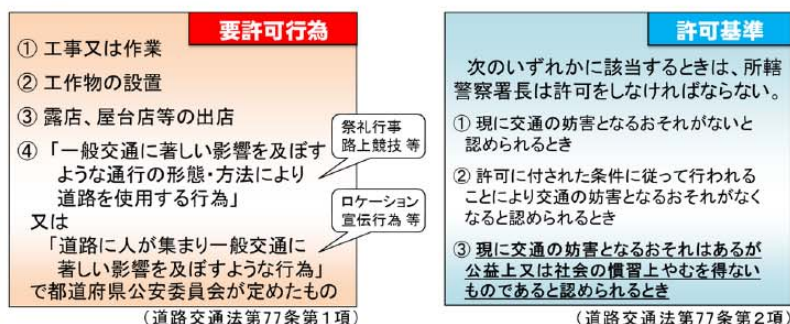 要許可行為
① 工事又は作業
② 工作物の設置
③ 露店、屋台店等の出店
④ 「一般交通に著しい影響を及ぼす
ような通行の形態・方法により
道路を使用する行為」
祭礼行事
路上競技 等
又は
「道路に人が集まり一般交通に
著しい影響を及ぼすような行為」
で都道府県公安委員会が定めたもの
ロケーション
宣伝行為 等
(道路交通法第77条第1項)
許可基準
次のいずれかに該当するときは、所轄
警察署長は許可をしなければならない。
① 現に交通の妨害となるおそれがないと
認められるとき
② 許可に付された条件に従って行われる
ことにより交通の妨害となるおそれがなく
なると認められるとき
③ 現に交通の妨害となるおそれはあるが
公益上又は社会の慣習上やむを得ない
ものであると認められるとき
(道路交通法第77条第2項)